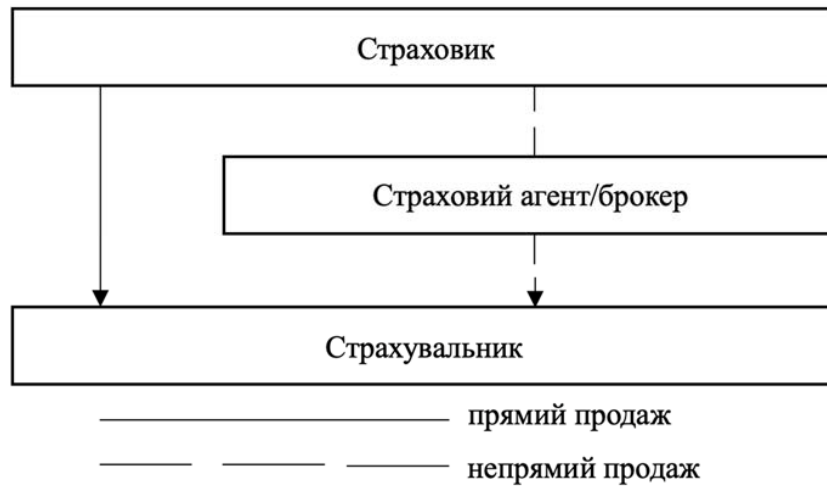 Страховик
Страховий агент/брокер
Страхувальник
прямий продаж
непрямий продаж